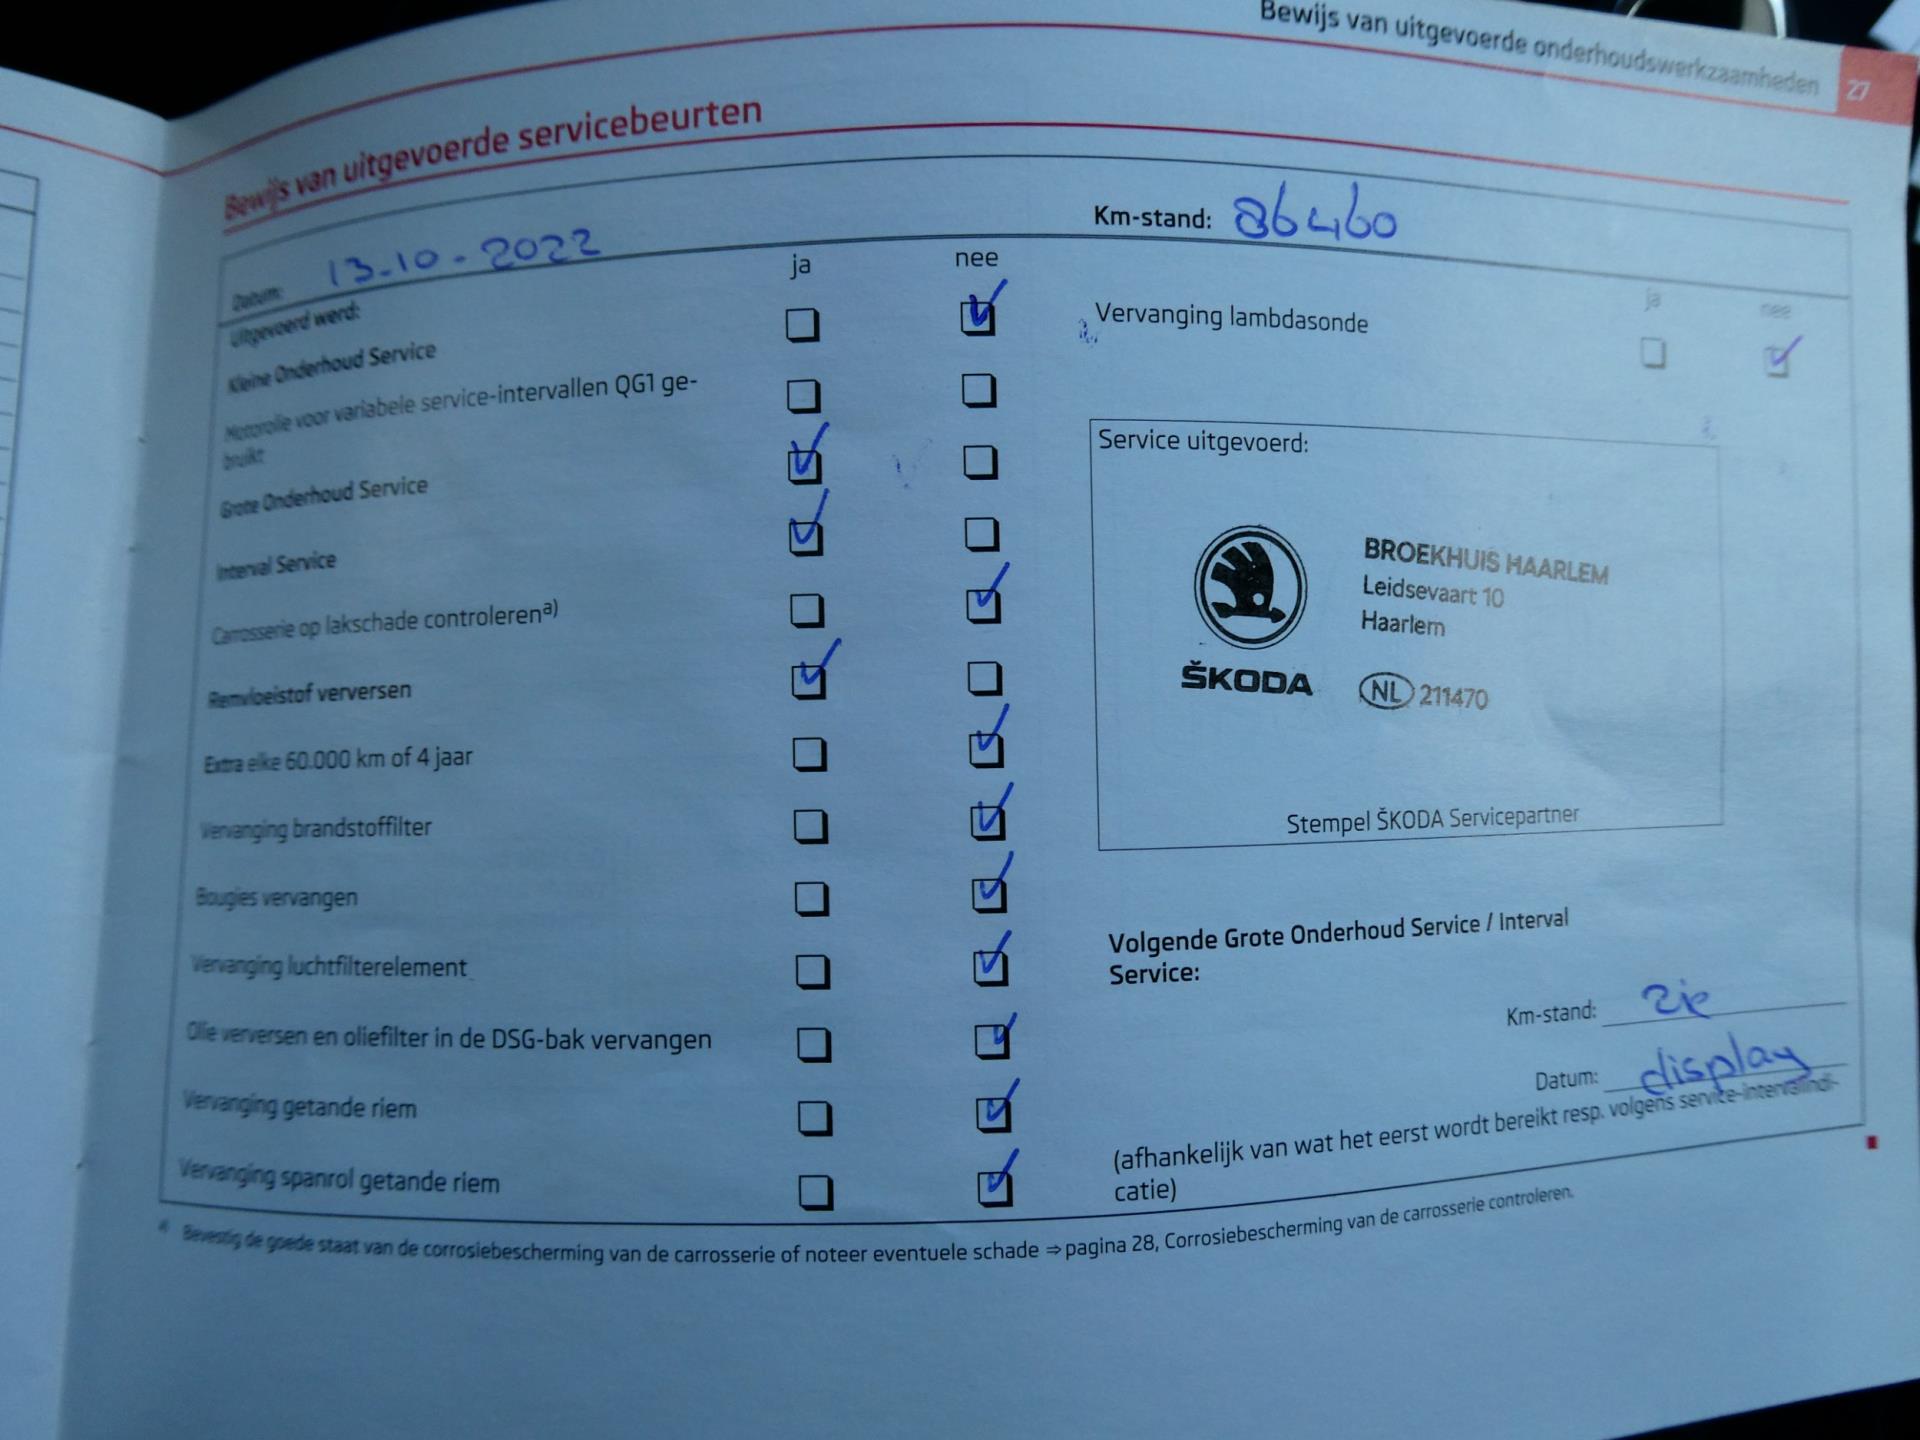 Bewijs van uitgevoerde onderhoudswerkzaamheden 27
Bewijs van uitgevoerde servicebeurten
Datum: 13-10-2022
Km-stand: 86460
Uitgevoerd werd:
ja nee
Kleine Onderhoud Service
Motorolie voor variabele service-intervallen QG1 ge-
bruikt
Grote Onderhoud Service
Interval Service
Carrosserie op lakschade controlerenª)
Remvloeistof verversen
Extra elke 60.000 km of 4 jaar
Vervanging brandstoffilter
Bougies vervangen
Vervanging luchtfilterelement
Olie verversen en oliefilter in de DSG-bak vervangen
Vervanging getande riem
Vervanging spanrol getande riem
ja nee
Vervanging lambdasonde
Service uitgevoerd:
BROEKHUIS HAARLEM
Leidsevaart 10
Haarlem
ŠKODA
NL 211470
Stempel ŠKODA Servicepartner
Volgende Grote Onderhoud Service / Interval
Service:
Km-stand: zie
Datum: display
(afhankelijk van wat het eerst wordt bereikt resp. volgens service-intervalindi-
catie)
a) Bevestig de goede staat van de corrosiebescherming van de carrosserie of noteer eventuele schade ⇒ pagina 28, Corrosiebescherming van de carrosserie controleren.